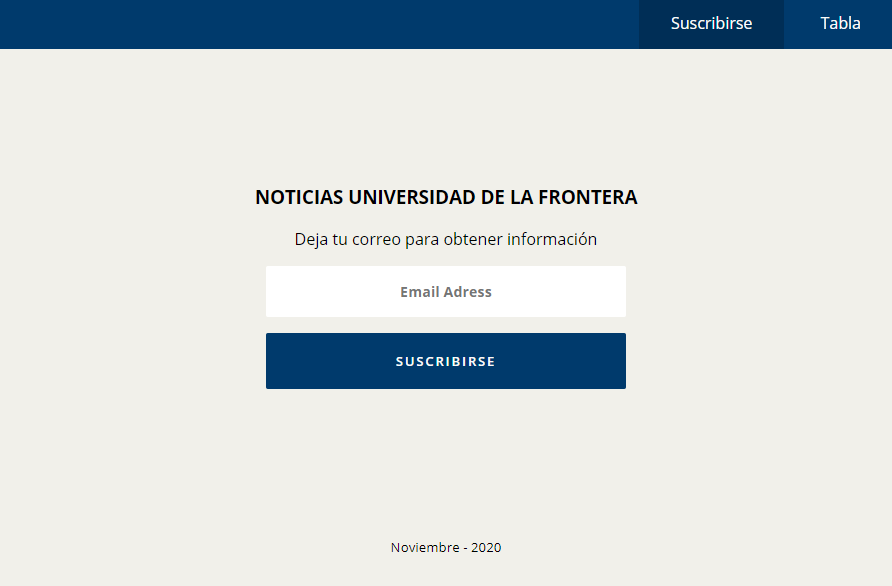 Suscribirse Tabla
NOTICIAS UNIVERSIDAD DE LA FRONTERA
Deja tu correo para obtener información
Email Adress
SUSCRIBIRSE
Noviembre - 2020